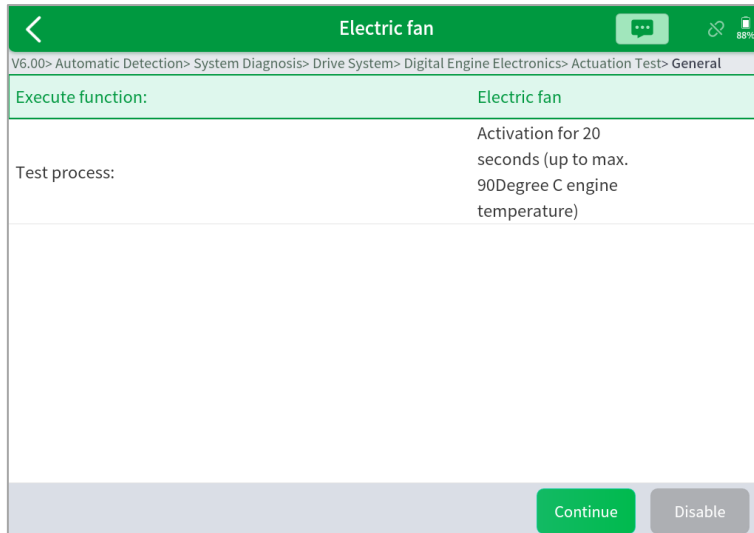 Electric fan
88%
V6.00> Automatic Detection> System Diagnosis> Drive System> Digital Engine Electronics> Actuation Test> General
Execute function:
Electric fan
Test process:
Activation for 20
seconds (up to max.
90Degree C engine
temperature)
Continue
Disable